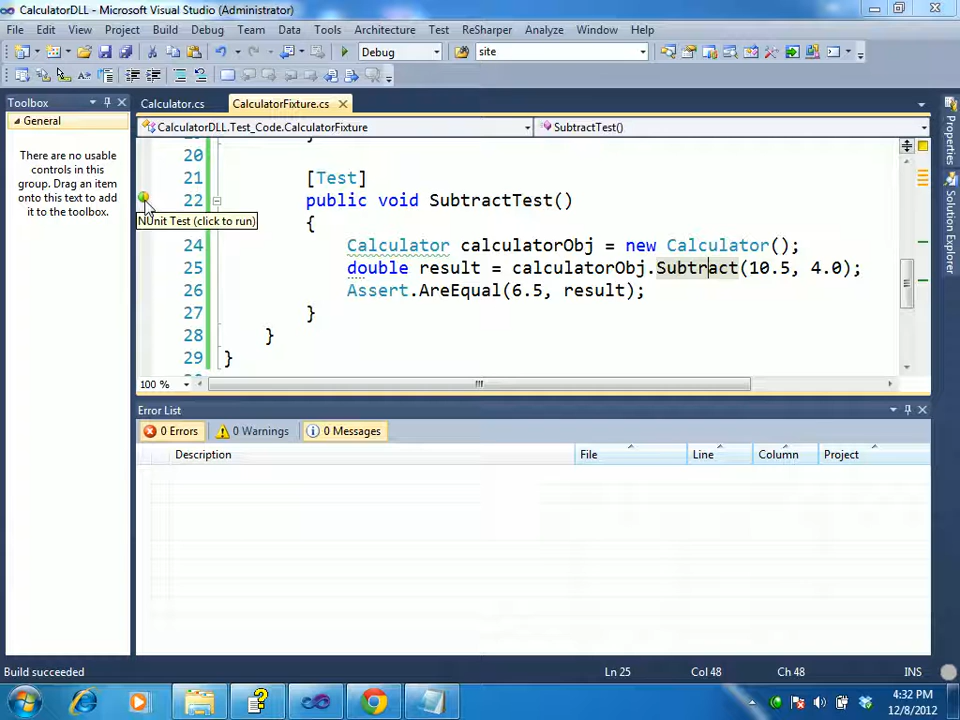 CalculatorDLL - Microsoft Visual Studio (Administrator)
File Edit View Project Build Debug Team Data Tools Architecture Test ReSharper Analyze Window Help
Debug site
Toolbox
General
There are no usable
controls in this
group. Drag an item
onto this text to add
it to the toolbox.
Calculator.cs CalculatorFixture.cs
CalculatorDLL.Test_Code.CalculatorFixture SubtractTest()
20
21 [Test]
22 public void SubtractTest()
{
NUnit Test (click to run)
24 Calculator calculatorObj = new Calculator();
25 double result = calculatorObj.Subtract(10.5, 4.0);
26 Assert.AreEqual(6.5, result);
27 }
28 }
29 }
100 %
Properties
Solution Explorer
Error List
0 Errors 0 Warnings 0 Messages
Description File Line Column Project
Build succeeded Ln 25 Col 48 Ch 48 INS
4:32 PM
12/8/2012